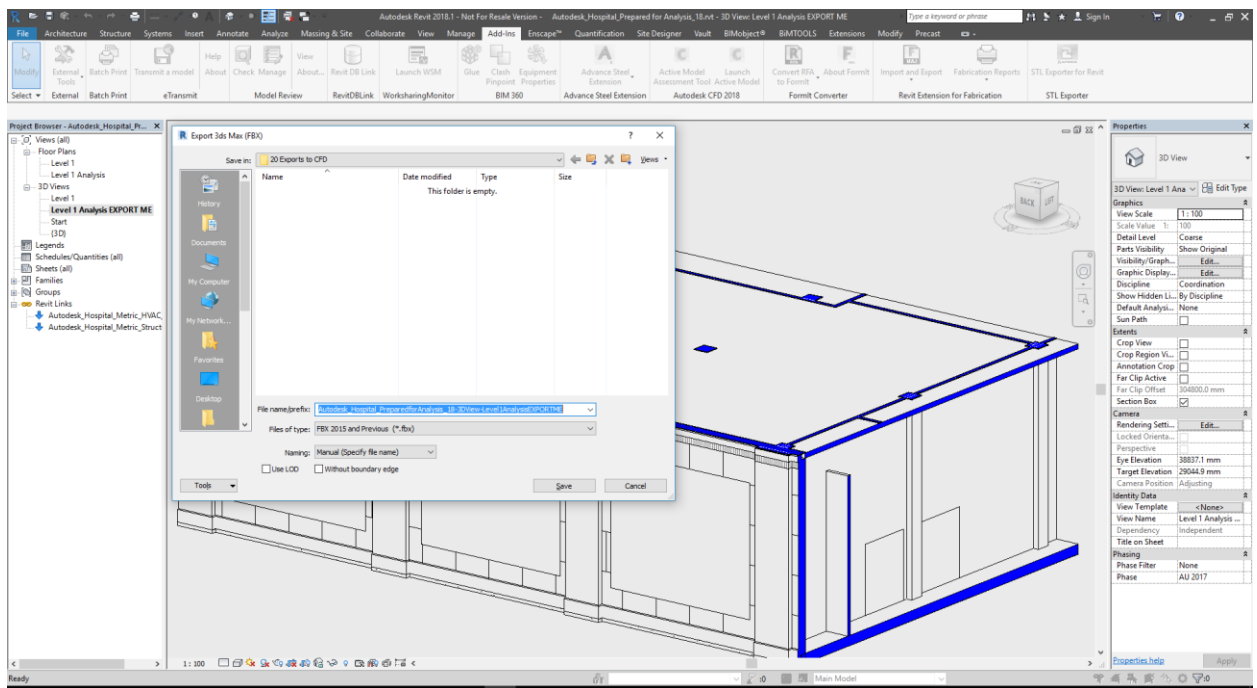 Autodesk Revit 2018.1 - Not For Resale Version - Autodesk_Hospital_Prepared for Analysis_18.rvt - 3D View: Level 1 Analysis EXPORT ME
Type a keyword or phrase
Sign In
File Architecture Structure Systems Insert Annotate Analyze Massing & Site Collaborate View Manage Add-Ins Enscape™ Quantification Site Designer Vault BIMobject® BiMTOOLS Extensions Modify Precast
Modify External Tools Batch Print Transmit a model Help About Check Manage View About... Revit DB Link Launch WSM Glue Clash Pinpoint Equipment Properties Advance Steel Extension Active Model Assessment Tool Launch Active Model Convert RFA to Formit About Formit Import and Export Fabrication Reports STL Exporter for Revit
Select External Batch Print eTransmit Model Review RevitDBLink WorksharingMonitor BIM 360 Advance Steel Extension Autodesk CFD 2018 FormIt Converter Revit Extension for Fabrication STL Exporter
Project Browser - Autodesk_Hospital_Pr...
Views (all)
Floor Plans
Level 1
Level 1 Analysis
3D Views
Level 1
Level 1 Analysis EXPORT ME
Start
{3D}
Legends
Schedules/Quantities (all)
Sheets (all)
Families
Groups
Revit Links
Autodesk_Hospital_Metric_HVAC_
Autodesk_Hospital_Metric_Struct
Export 3ds Max (FBX)
Save in: 20 Exports to CFD
Views
Name Date modified Type Size
This folder is empty.
History
Documents
My Computer
My Network...
Favorites
Desktop
File name/prefix: Autodesk_Hospital_PreparedforAnalysis_18-3DView-Level1AnalysisEXPORTME
Files of type: FBX 2015 and Previous (*.fbx)
Naming: Manual (Specify file name)
Use LOD Without boundary edge
Tools Save Cancel
BACK LEFT
Properties
3D View
3D View: Level 1 Ana Edit Type
Graphics
View Scale 1 : 100
Scale Value 1: 100
Detail Level Coarse
Parts Visibility Show Original
Visibility/Graph... Edit...
Graphic Display... Edit...
Discipline Coordination
Show Hidden Li... By Discipline
Default Analysi... None
Sun Path
Extents
Crop View
Crop Region Vi...
Annotation Crop
Far Clip Active
Far Clip Offset 304800.0 mm
Section Box
Camera
Rendering Setti... Edit...
Locked Orienta...
Perspective
Eye Elevation 38837.1 mm
Target Elevation 29044.9 mm
Camera Position Adjusting
Identity Data
View Template <None>
View Name Level 1 Analysis ...
Dependency Independent
Title on Sheet
Phasing
Phase Filter None
Phase AU 2017
Properties help Apply
1 : 100
Ready
:0
Main Model
:0